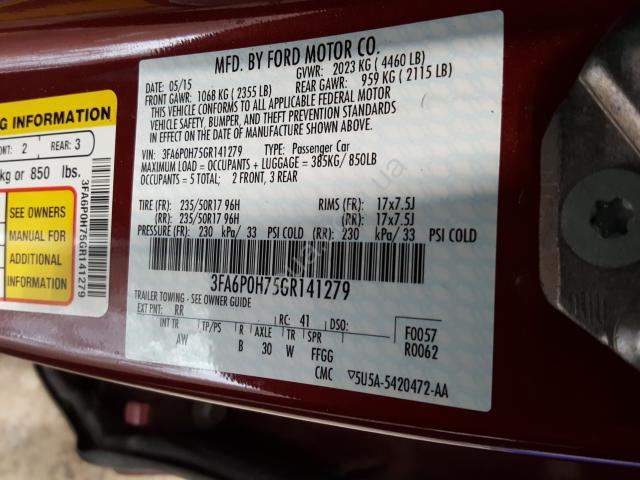 MFD. BY FORD MOTOR CO.
DATE: 05/15 GVWR: 2023 KG ( 4460 LB)
FRONT GAWR: 1068 KG ( 2355 LB) REAR GAWR: 959 KG ( 2115 LB)
THIS VEHICLE CONFORMS TO ALL APPLICABLE FEDERAL MOTOR
VEHICLE SAFETY, BUMPER, AND THEFT PREVENTION STANDARDS
IN EFFECT ON THE DATE OF MANUFACTURE SHOWN ABOVE.
VIN: 3FA6P0H75GR141279 TYPE: Passenger Car
MAXIMUM LOAD = OCCUPANTS + LUGGAGE = 385KG/850LB
OCCUPANTS = 5 TOTAL; 2 FRONT, 3 REAR
TIRE (FR): 235/50R17 96H RIMS (FR): 17x7.5J
(RR): 235/50R17 96H (RR): 17x7.5J
PRESSURE (FR): 230 kPa/ 33 PSI COLD (RR): 230 kPa/ 33 PSI COLD
3FA6P0H75GR141279
TRAILER TOWING - SEE OWNER GUIDE
EXT PNT: RR RC: 41 DSO: F0057
INT TR TP/PS R AXLE TR SPR R0062
AW B 30 W FFGG
CMC 5U5A-5420472-AA
G INFORMATION
ONT: 2 REAR: 3
kg or 850 lbs.
SEE OWNERS
MANUAL FOR
ADDITIONAL
INFORMATION
3FA6P0H75GR141279